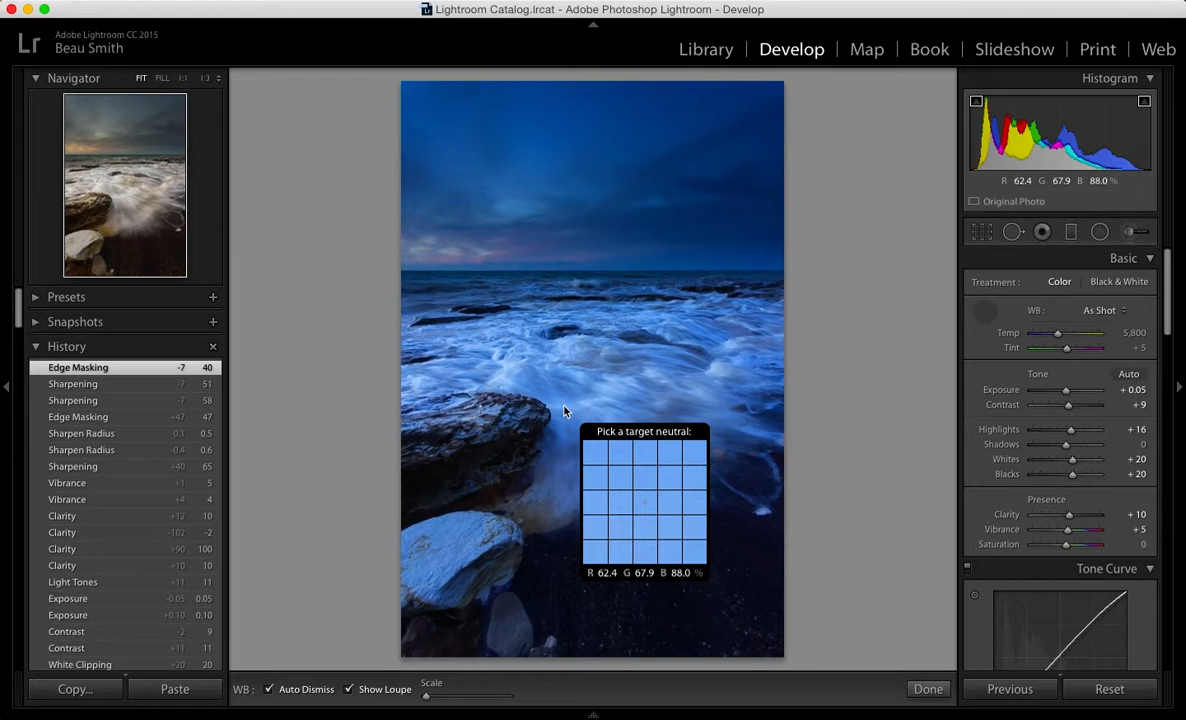 Lightroom Catalog.lrcat - Adobe Photoshop Lightroom - Develop
Lr
Adobe Lightroom CC 2015
Beau Smith
Library | Develop | Map | Book | Slideshow | Print | Web
Navigator FIT FILL 1:1 1:3
Presets
Snapshots
History
Edge Masking -7 40
Sharpening -7 51
Sharpening -7 58
Edge Masking +47 47
Sharpen Radius -0.1 0.5
Sharpen Radius -0.4 0.6
Sharpening +40 65
Vibrance +1 5
Vibrance +4 4
Clarity +12 10
Clarity -102 -2
Clarity +90 100
Clarity +10 10
Light Tones +11 11
Exposure -0.05 0.05
Exposure +0.10 0.10
Contrast -2 9
Contrast +11 11
White Clipping +20 20
Copy... Paste
Pick a target neutral:
R 62.4 G 67.9 B 88.0 %
WB : Auto Dismiss Show Loupe Scale Done
Histogram
R 62.4 G 67.9 B 88.0 %
Original Photo
Basic
Treatment : Color | Black & White
WB : As Shot
Temp 5,800
Tint + 5
Tone Auto
Exposure + 0.05
Contrast + 9
Highlights + 16
Shadows 0
Whites + 20
Blacks + 20
Presence
Clarity + 10
Vibrance + 5
Saturation 0
Tone Curve
Previous Reset